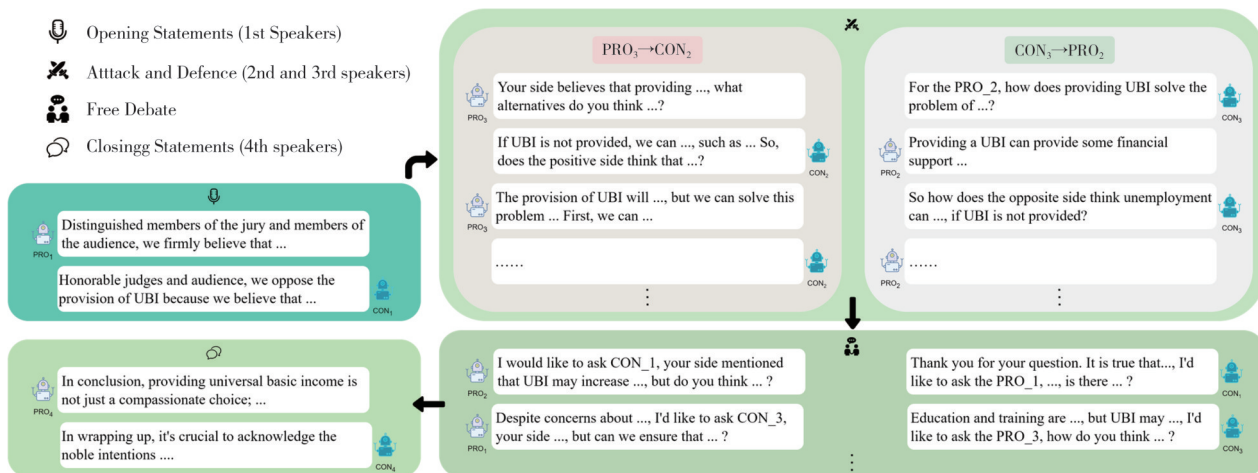 Opening Statements (1st Speakers)
Atttack and Defence (2nd and 3rd speakers)
Free Debate
Closingg Statements (4th speakers)
Distinguished members of the jury and members of
the audience, we firmly believe that ...
PRO1
Honorable judges and audience, we oppose the
provision of UBI because we believe that ...
CON1
PRO3→CON2
Your side believes that providing ..., what
alternatives do you think ...?
PRO3
If UBI is not provided, we can ..., such as ... So,
does the positive side think that ...?
CON2
The provision of UBI will ..., but we can solve this
problem ... First, we can ...
PRO3
......
CON2
⋮
CON3→PRO2
For the PRO_2, how does providing UBI solve the
problem of ...?
CON3
Providing a UBI can provide some financial
support ...
PRO2
So how does the opposite side think unemployment
can ..., if UBI is not provided?
CON3
......
PRO2
⋮
I would like to ask CON_1, your side mentioned
that UBI may increase ..., but do you think ... ?
PRO2
Thank you for your question. It is true that..., I'd
like to ask the PRO_1, ..., is there ... ?
CON1
Despite concerns about ..., I'd like to ask CON_3,
your side ..., but can we ensure that ... ?
PRO1
Education and training are ..., but UBI may ..., I'd
like to ask the PRO_3, how do you think ... ?
CON3
⋮
In conclusion, providing universal basic income is
not just a compassionate choice; ...
PRO4
In wrapping up, it's crucial to acknowledge the
noble intentions ....
CON4